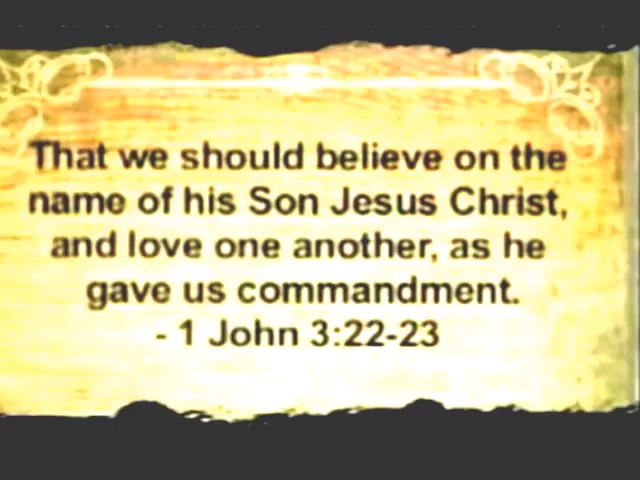 That we should believe on the
name of his Son Jesus Christ,
and love one another, as he
gave us commandment.
- 1 John 3:22-23